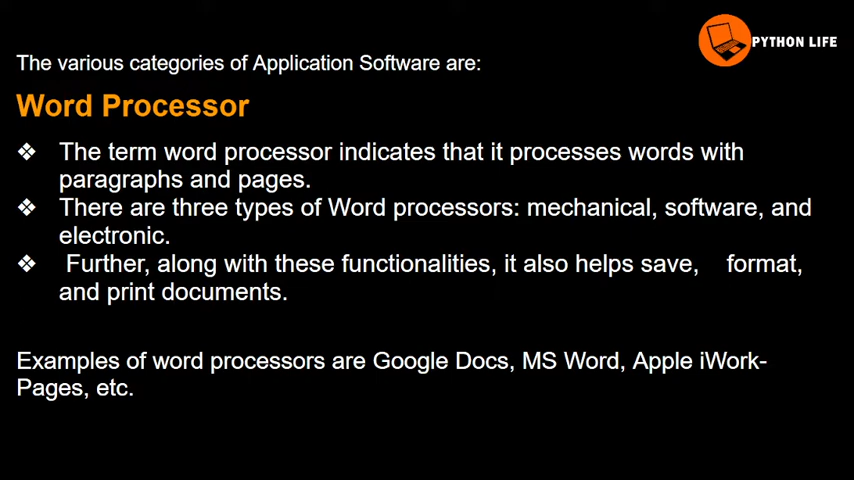 PYTHON LIFE
The various categories of Application Software are:
Word Processor
❖ The term word processor indicates that it processes words with
paragraphs and pages.
❖ There are three types of Word processors: mechanical, software, and
electronic.
❖ Further, along with these functionalities, it also helps save, format,
and print documents.
Examples of word processors are Google Docs, MS Word, Apple iWork-
Pages, etc.